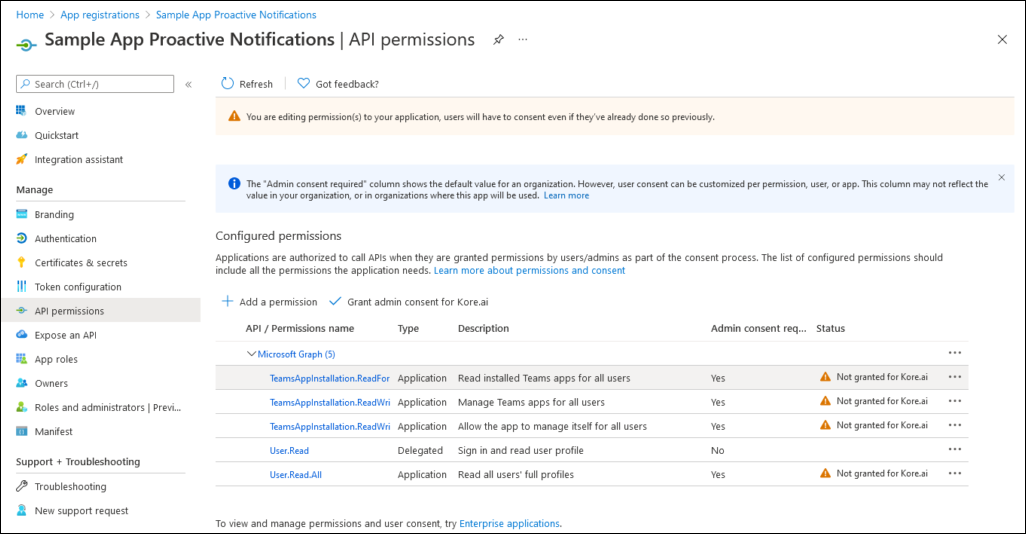 Home > App registrations > Sample App Proactive Notifications
Sample App Proactive Notifications | API permissions
Search (Ctrl+/)
Refresh
Got feedback?
Overview
Quickstart
Integration assistant
Manage
Branding
Authentication
Certificates & secrets
Token configuration
API permissions
Expose an API
App roles
Owners
Roles and administrators | Previ...
Manifest
Support + Troubleshooting
Troubleshooting
New support request
You are editing permission(s) to your application, users will have to consent even if they've already done so previously.
The "Admin consent required" column shows the default value for an organization. However, user consent can be customized per permission, user, or app. This column may not reflect the
value in your organization, or in organizations where this app will be used. Learn more
Configured permissions
Applications are authorized to call APIs when they are granted permissions by users/admins as part of the consent process. The list of configured permissions should
include all the permissions the application needs. Learn more about permissions and consent
Add a permission Grant admin consent for Kore.ai
API / Permissions name Type Description Admin consent req... Status
Microsoft Graph (5)
TeamsAppInstallation.ReadFor Application Read installed Teams apps for all users Yes Not granted for Kore.ai
TeamsAppInstallation.ReadWri Application Manage Teams apps for all users Yes Not granted for Kore.ai
TeamsAppInstallation.ReadWri Application Allow the app to manage itself for all users Yes Not granted for Kore.ai
User.Read Delegated Sign in and read user profile No
User.Read.All Application Read all users' full profiles Yes Not granted for Kore.ai
To view and manage permissions and user consent, try Enterprise applications.